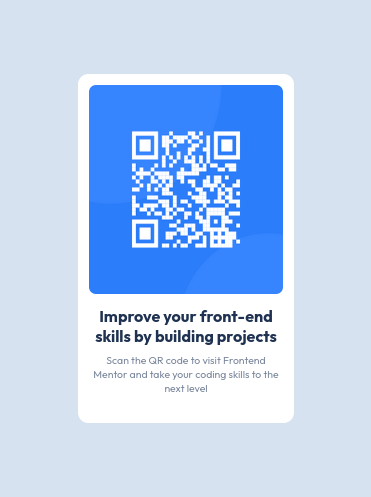 Improve your front-end
skills by building projects
Scan the QR code to visit Frontend
Mentor and take your coding skills to the
next level